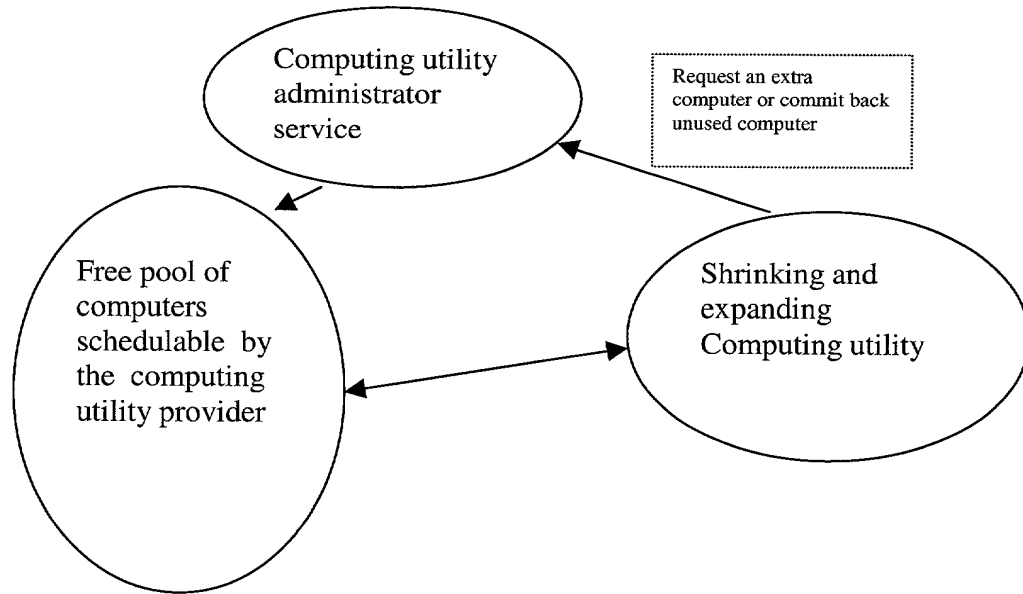 Computing utility
administrator
service
Request an extra
computer or commit back
unused computer
Free pool of
computers
schedulable by
the computing
utility provider
Shrinking and
expanding
Computing utility